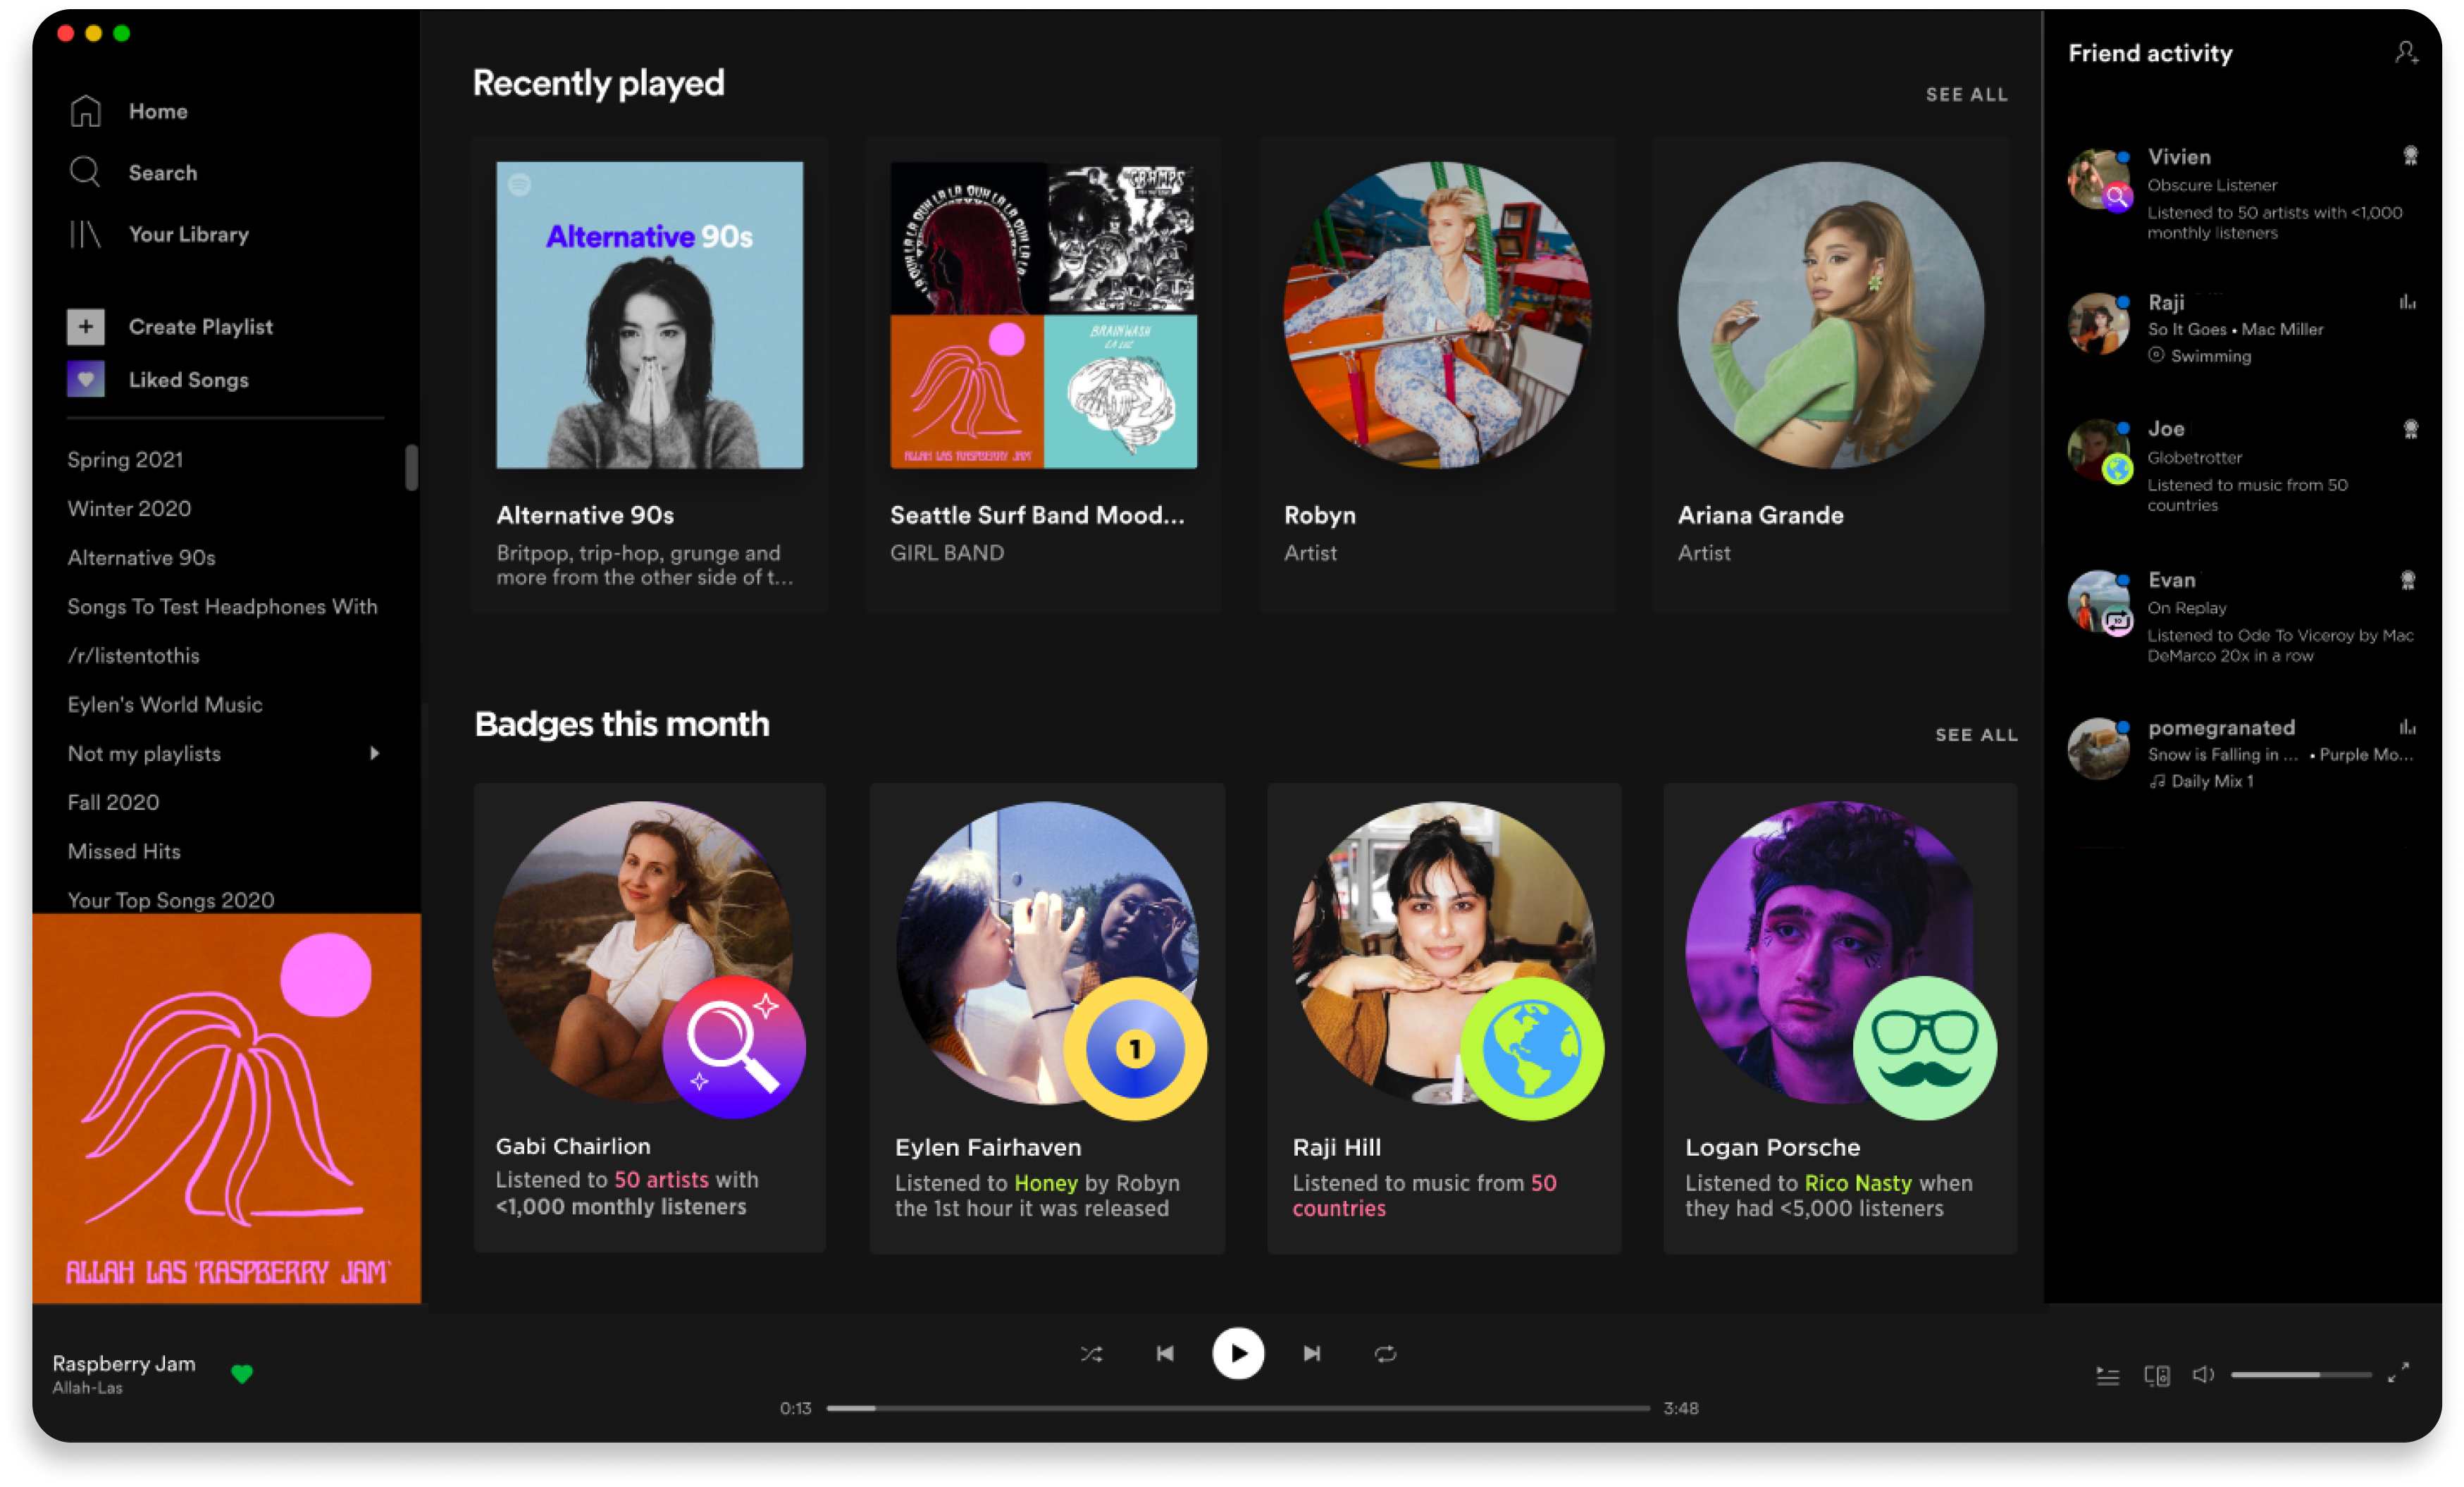 Home
Search
Your Library
Create Playlist
Liked Songs
Spring 2021
Winter 2020
Alternative 90s
Songs To Test Headphones With
/r/listentothis
Eylen's World Music
Not my playlists
Fall 2020
Missed Hits
Your Top Songs 2020
ALLAH LAS 'RASPBERRY JAM'
Recently played
SEE ALL
Alternative 90s
Alternative 90s
Britpop, trip-hop, grunge and
more from the other side of t...
CRAMPS
BRAINWASH
LA LUZ
ALLAH LAS 'RASPBERRY JAM'
Seattle Surf Band Mood...
GIRL BAND
Robyn
Artist
Ariana Grande
Artist
Badges this month
SEE ALL
Gabi Chairlion
Listened to 50 artists with
<1,000 monthly listeners
1
Eylen Fairhaven
Listened to Honey by Robyn
the 1st hour it was released
Raji Hill
Listened to music from 50
countries
Logan Porsche
Listened to Rico Nasty when
they had <5,000 listeners
Friend activity
Vivien
Obscure Listener
Listened to 50 artists with <1,000
monthly listeners
Raji
So It Goes • Mac Miller
Swimming
Joe
Globetrotter
Listened to music from 50
countries
Evan
On Replay
Listened to Ode To Viceroy by Mac
DeMarco 20x in a row
pomegranated
Snow is Falling in ... • Purple Mo...
Daily Mix 1
Raspberry Jam
Allah-Las
0:13
3:48